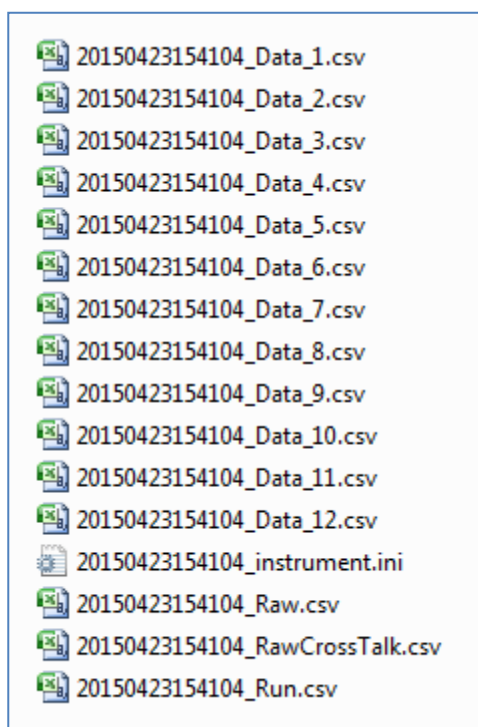 20150423154104_Data_1.csv
20150423154104_Data_2.csv
20150423154104_Data_3.csv
20150423154104_Data_4.csv
20150423154104_Data_5.csv
20150423154104_Data_6.csv
20150423154104_Data_7.csv
20150423154104_Data_8.csv
20150423154104_Data_9.csv
20150423154104_Data_10.csv
20150423154104_Data_11.csv
20150423154104_Data_12.csv
20150423154104_instrument.ini
20150423154104_Raw.csv
20150423154104_RawCrossTalk.csv
20150423154104_Run.csv